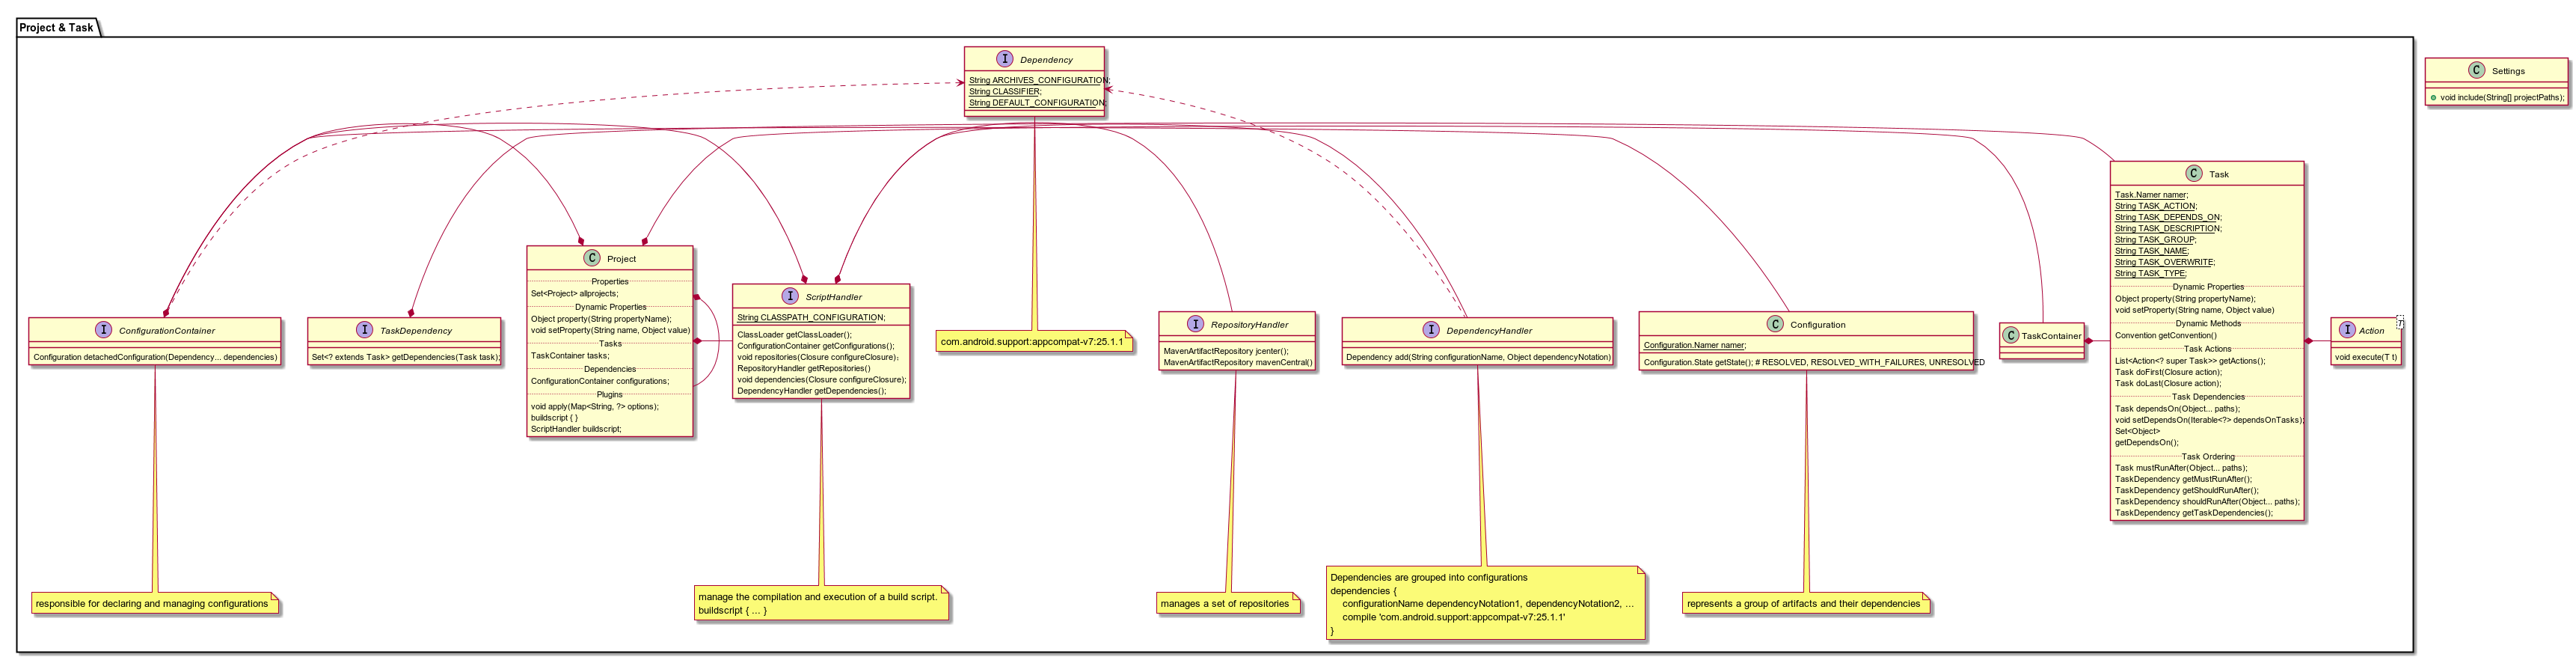 Project & Task
I Dependency
String ARCHIVES_CONFIGURATION;
String CLASSIFIER;
String DEFAULT_CONFIGURATION;
C Settings
void include(String[] projectPaths);
C Task
Task.Namer namer;
String TASK_ACTION;
String TASK_DEPENDS_ON;
String TASK_DESCRIPTION;
String TASK_GROUP;
String TASK_NAME;
String TASK_OVERWRITE;
String TASK_TYPE;
Dynamic Properties
Object property(String propertyName);
void setProperty(String name, Object value)
Dynamic Methods
Convention getConvention()
Task Actions
List<Action<? super Task>> getActions();
Task doFirst(Closure action);
Task doLast(Closure action);
Task Dependencies
Task dependsOn(Object... paths);
void setDependsOn(Iterable<?> dependsOnTasks);
Set<Object>
getDependsOn();
Task Ordering
Task mustRunAfter(Object... paths);
TaskDependency getMustRunAfter();
TaskDependency getShouldRunAfter();
TaskDependency shouldRunAfter(Object... paths);
TaskDependency getTaskDependencies();
C Project
Properties
Set<Project> allprojects;
Dynamic Properties
Object property(String propertyName);
void setProperty(String name, Object value)
Tasks
TaskContainer tasks;
Dependencies
ConfigurationContainer configurations;
Plugins
void apply(Map<String, ?> options);
buildscript { }
ScriptHandler buildscript;
I ScriptHandler
String CLASSPATH_CONFIGURATION;
ClassLoader getClassLoader();
ConfigurationContainer getConfigurations();
void repositories(Closure configureClosure);
RepositoryHandler getRepositories()
void dependencies(Closure configureClosure);
DependencyHandler getDependencies();
I ConfigurationContainer
Configuration detachedConfiguration(Dependency... dependencies)
I TaskDependency
Set<? extends Task> getDependencies(Task task);
com.android.support:appcompat-v7:25.1.1
I RepositoryHandler
MavenArtifactRepository jcenter();
MavenArtifactRepository mavenCentral()
I DependencyHandler
Dependency add(String configurationName, Object dependencyNotation)
C Configuration
Configuration.Namer namer;
Configuration.State getState(); # RESOLVED, RESOLVED_WITH_FAILURES, UNRESOLVED
C TaskContainer
I Action
T
void execute(T t)
responsible for declaring and managing configurations
manage the compilation and execution of a build script.
buildscript { ... }
manages a set of repositories
Dependencies are grouped into configurations
dependencies {
configurationName dependencyNotation1, dependencyNotation2, ...
compile 'com.android.support:appcompat-v7:25.1.1'
}
represents a group of artifacts and their dependencies